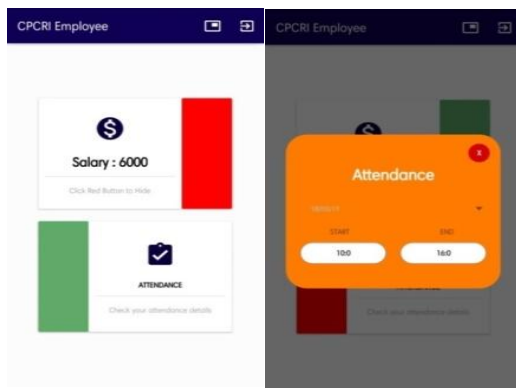 CPCRI Employee
Salary : 6000
Click Red Button to Hide
ATTENDANCE
Check your attendance details
CPCRI Employee
X
Attendance
START
END
10:0
16:0
Check your attendance details